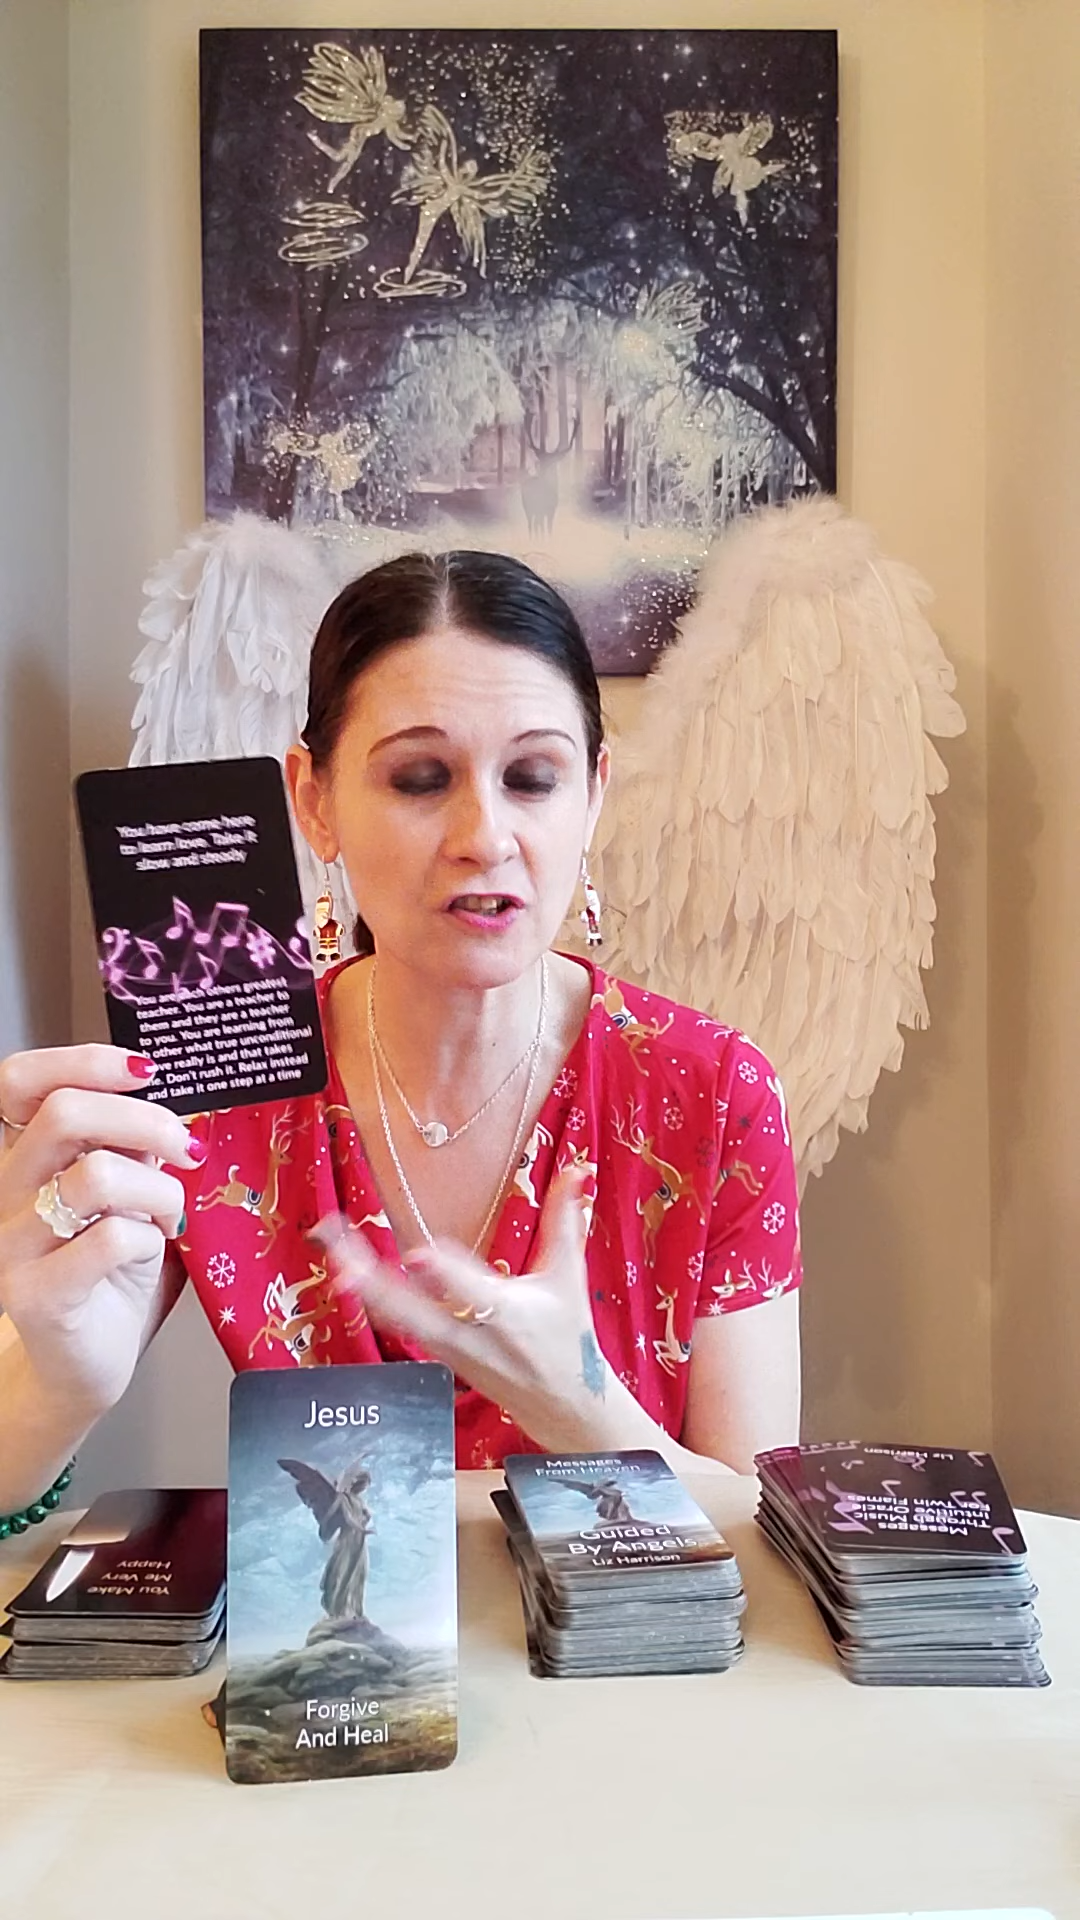 You have come here
to learn love. Take it
slow and steady
You are each others greatest
teacher. You are a teacher to
them and they are a teacher
to you. You are learning from
other what true unconditional
love really is and that takes
Don't rush it. Relax instead
and take it one step at a time
Jesus
Forgive
And Heal
You Make
Me Very
Happy
Messages
From Heaven
Guided
By Angels
Liz Harrison
Liz Harrison
Messages
Through Music
Intuitive Oracle
For Twin Flames